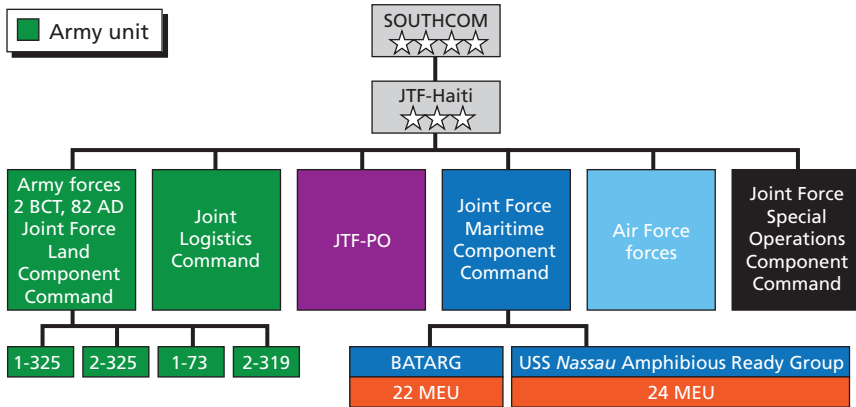 Army unit
SOUTHCOM
JTF-Haiti
Army forces
2 BCT, 82 AD
Joint Force
Land
Component
Command
Joint
Logistics
Command
JTF-PO
Joint Force
Maritime
Component
Command
Air Force
forces
Joint Force
Special
Operations
Component
Command
1-325
2-325
1-73
2-319
BATARG
22 MEU
USS Nassau Amphibious Ready Group
24 MEU